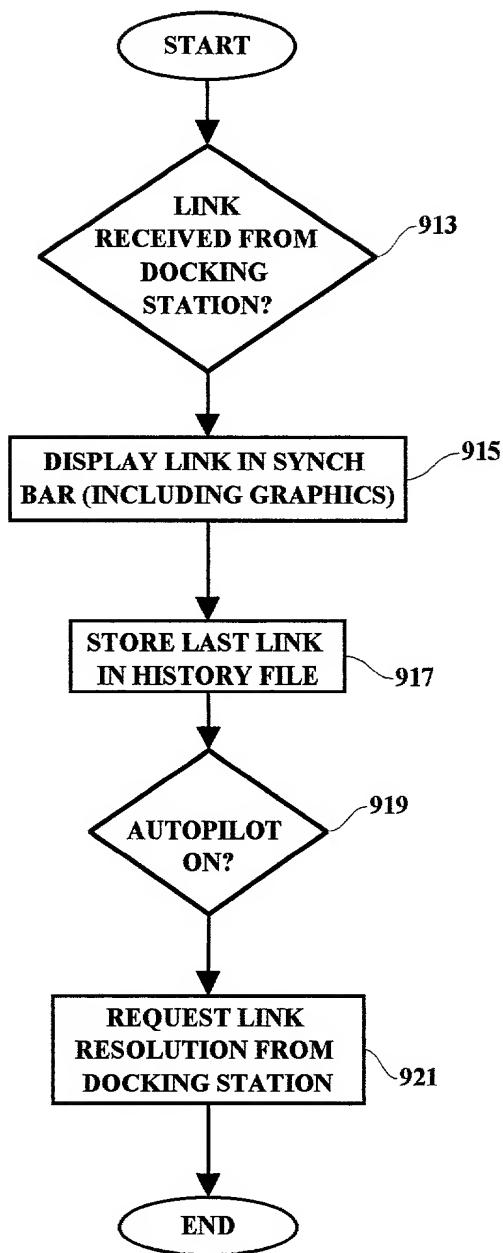 START
LINK
RECEIVED FROM
DOCKING
STATION?
913
DISPLAY LINK IN SYNCH
BAR (INCLUDING GRAPHICS)
915
STORE LAST LINK
IN HISTORY FILE
917
AUTOPILOT
ON?
919
REQUEST LINK
RESOLUTION FROM
DOCKING STATION
921
END